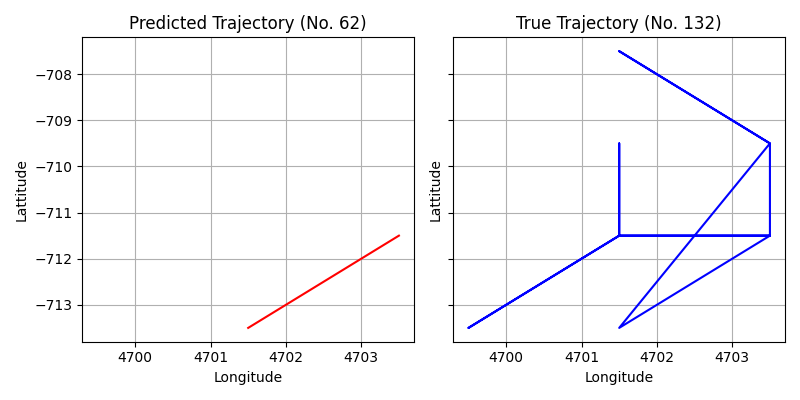 Predicted Trajectory (No. 62)
True Trajectory (No. 132)
Lattitude
−708
−709
−710
−711
−712
−713
4700
4701
4702
4703
Longitude
Lattitude
4700
4701
4702
4703
Longitude